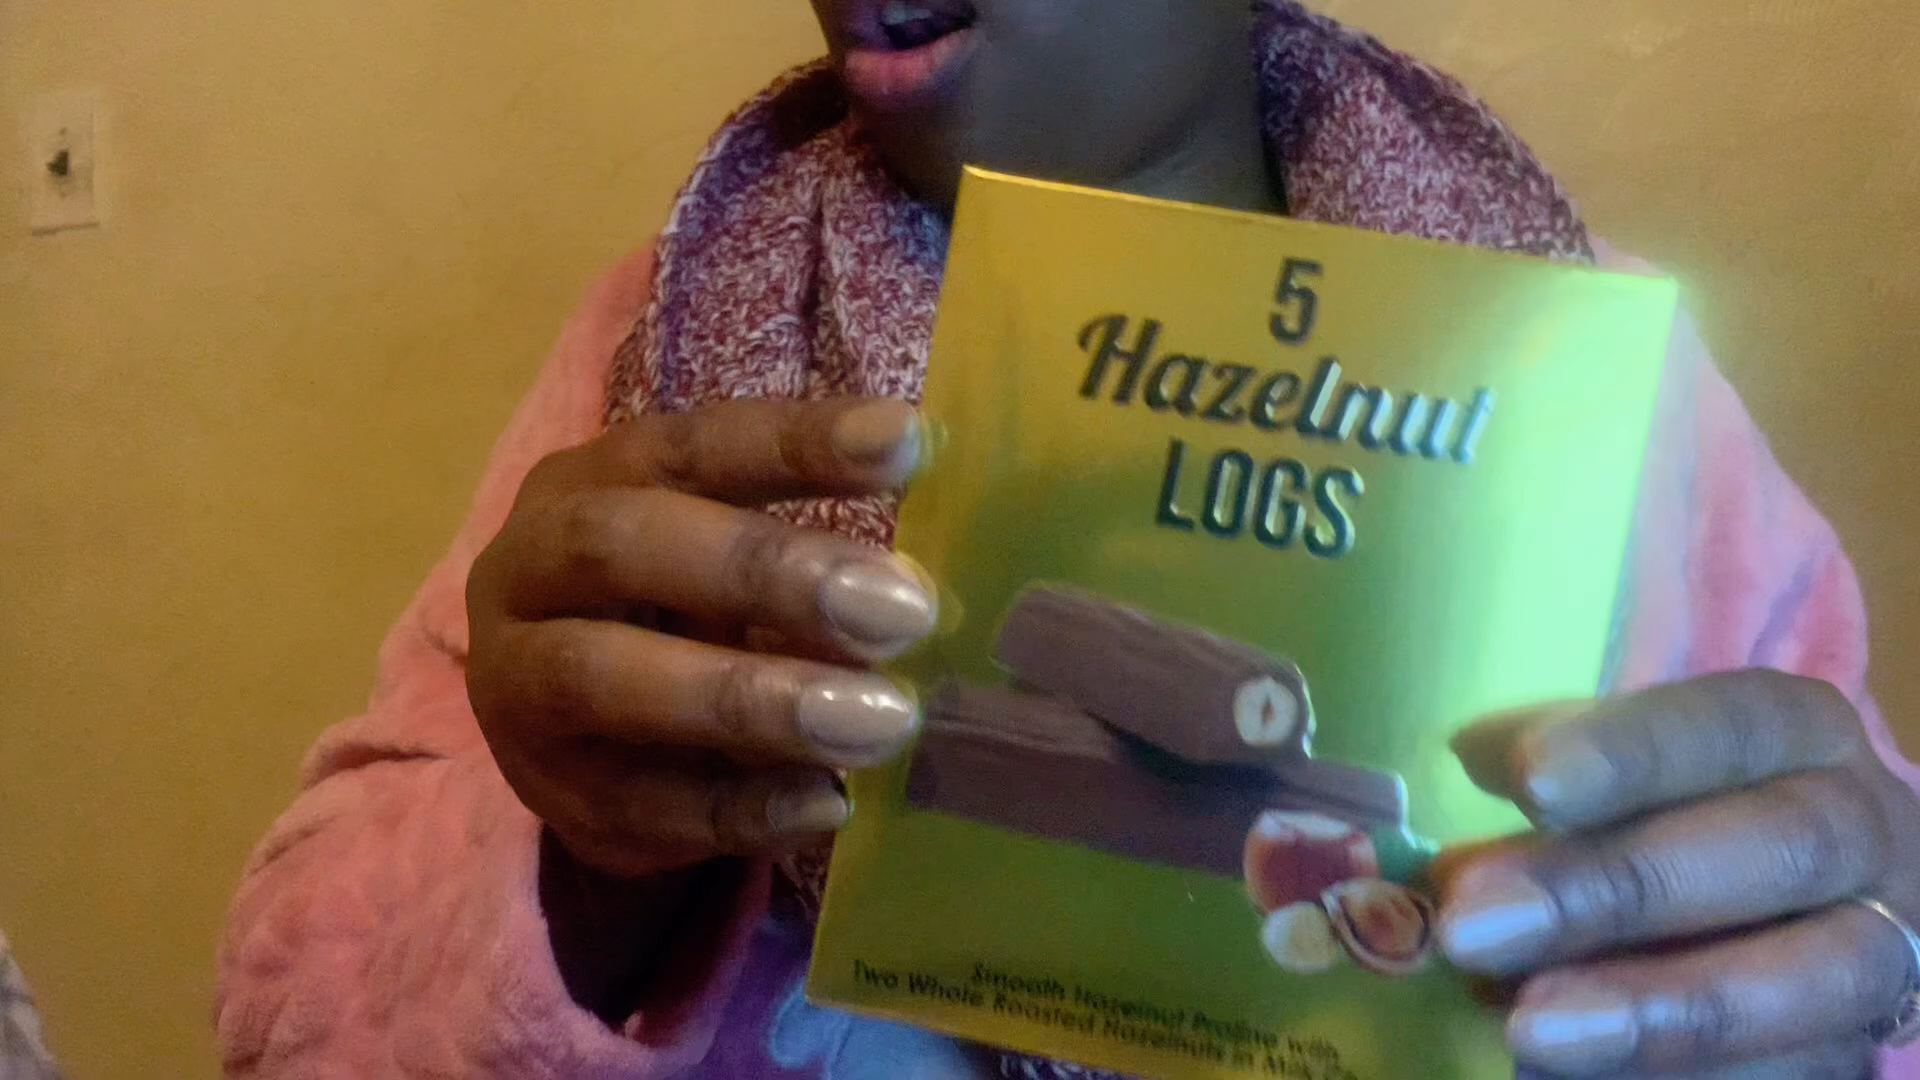 5
Hazelnut
LOGS
Smooth Hazelnut Praline with
Two Whole Roasted Hazelnuts in Milk